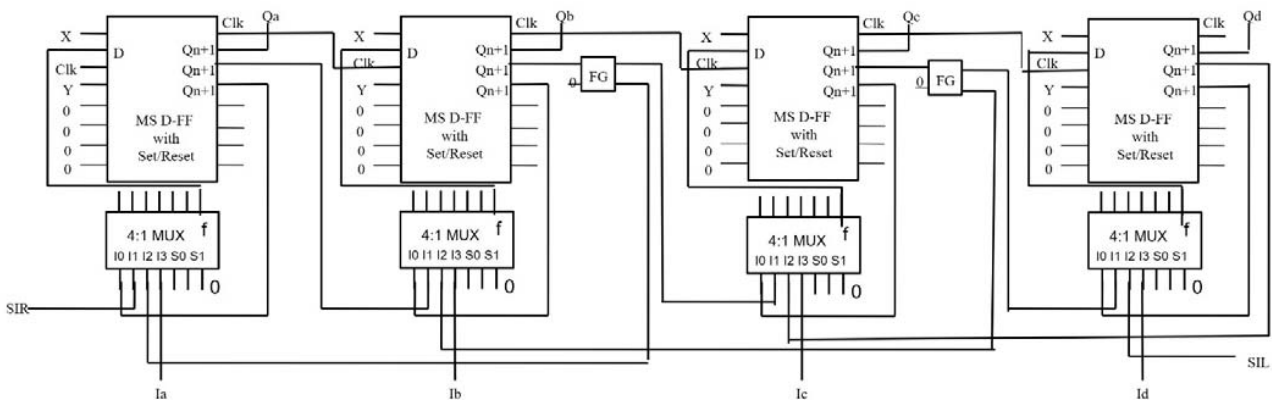 Clk Qa Clk Qb Clk Qc Clk Qd
X D Qn+1 X D Qn+1 X D Qn+1 X D Qn+1
Clk Qn+1 Clk Qn+1 FG Clk Qn+1 FG Clk Qn+1
Y Qn+1 Y Qn+1 0 Y Qn+1 0 Y Qn+1
0 0 0 0
MS D-FF MS D-FF MS D-FF MS D-FF
0 with 0 with 0 with 0 with
0 Set/Reset 0 Set/Reset 0 Set/Reset 0 Set/Reset
0 0 0 0
f f f f
4:1 MUX 4:1 MUX 4:1 MUX 4:1 MUX
I0 I1 I2 I3 S0 S1 I0 I1 I2 I3 S0 S1 I0 I1 I2 I3 S0 S1 I0 I1 I2 I3 S0 S1
0 0 0 0
SIR
SIL
Ia Ib Ic Id